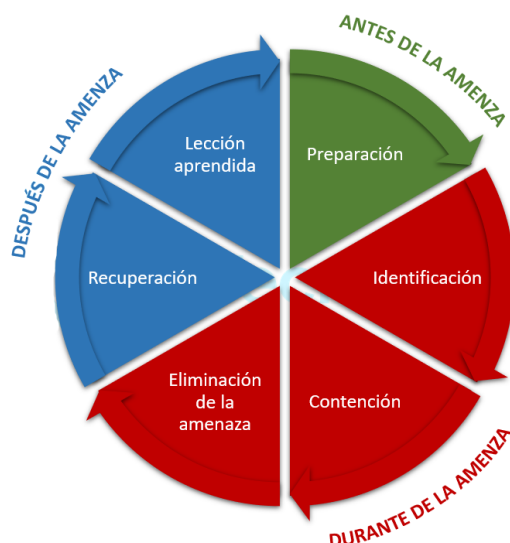 ANTES DE LA AMENZA
Preparación
Identificación
DURANTE DE LA AMENZA
Contención
Eliminación
de la
amenaza
Recuperación
DESPUÉS DE LA AMENZA
Lección
aprendida